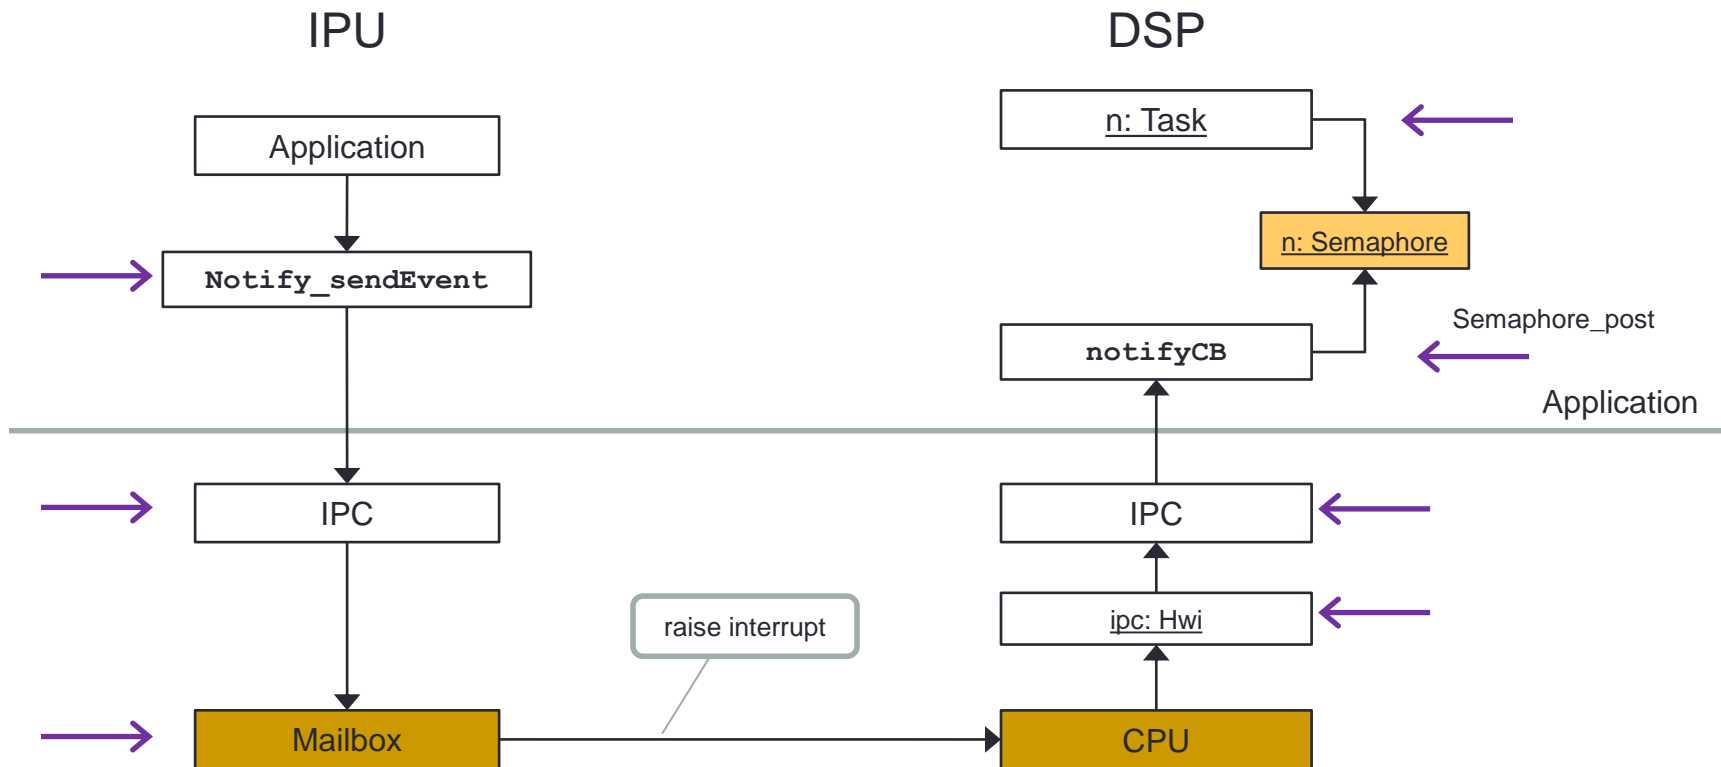 IPU
DSP
Application
n: Task
Notify_sendEvent
n: Semaphore
Semaphore_post
notifyCB
Application
IPC
IPC
raise interrupt
ipc: Hwi
Mailbox
CPU